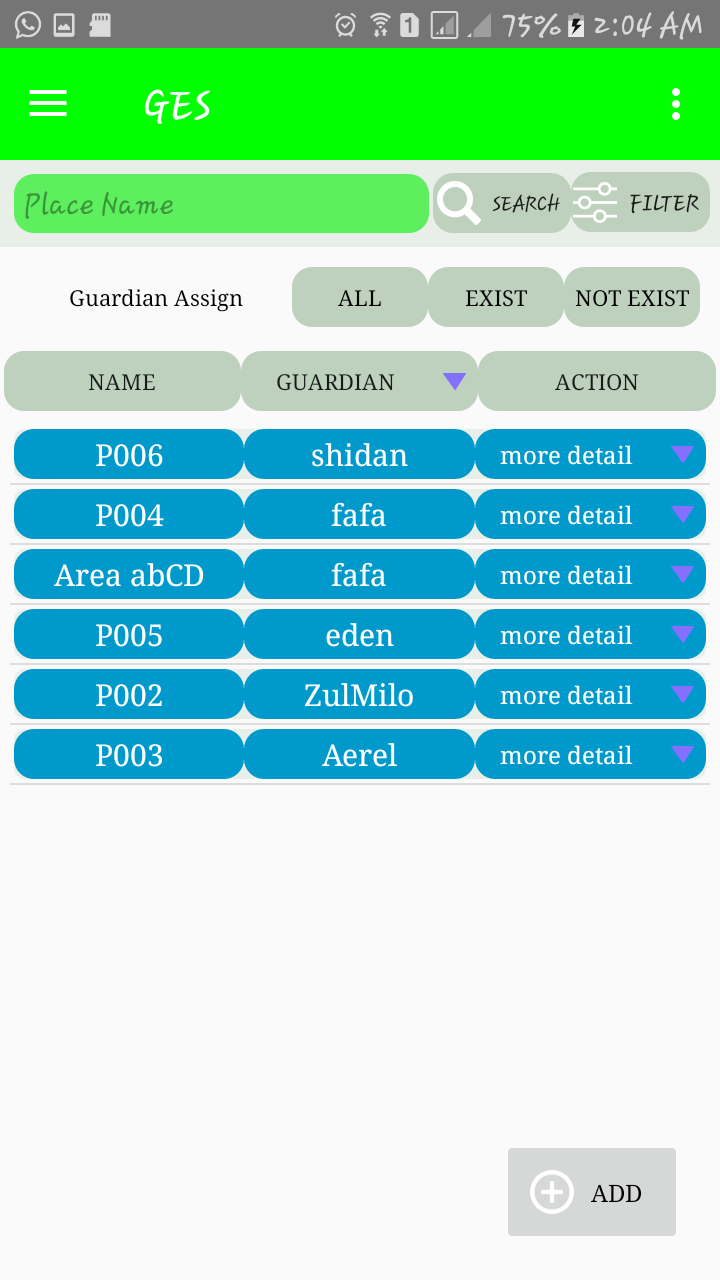 1 75% 2:04 AM
GES
Place Name SEARCH FILTER
Guardian Assign ALL EXIST NOT EXIST
NAME GUARDIAN ACTION
P006 shidan more detail
P004 fafa more detail
Area abCD fafa more detail
P005 eden more detail
P002 ZulMilo more detail
P003 Aerel more detail
ADD